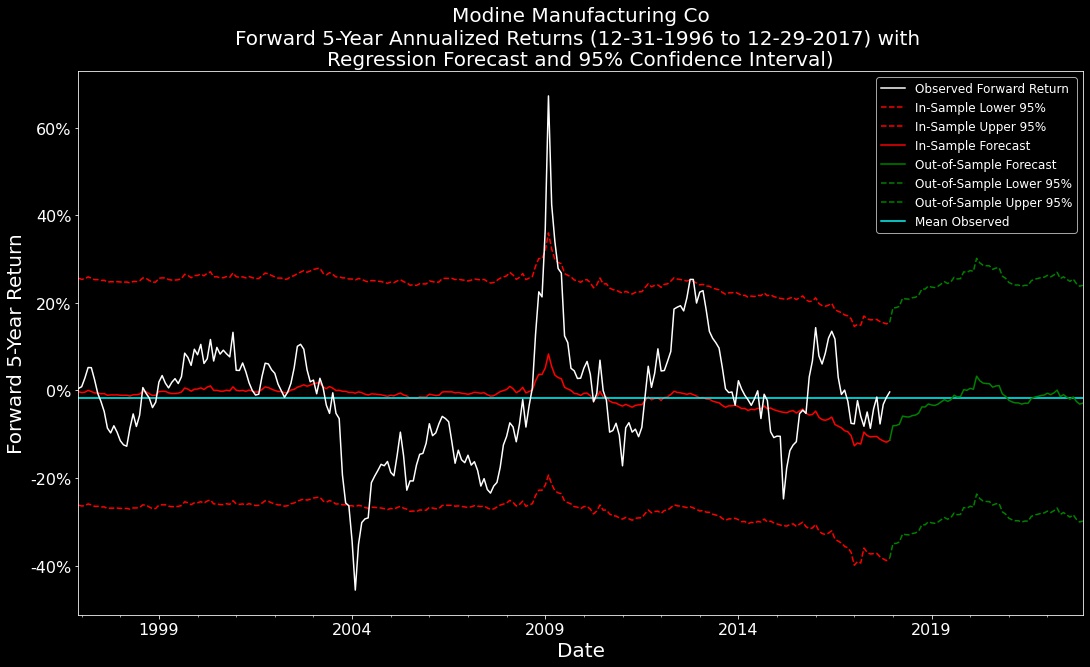 Modine Manufacturing Co
Forward 5-Year Annualized Returns (12-31-1996 to 12-29-2017) with
Regression Forecast and 95% Confidence Interval)
Observed Forward Return
In-Sample Lower 95%
In-Sample Upper 95%
In-Sample Forecast
Out-of-Sample Forecast
Out-of-Sample Lower 95%
Out-of-Sample Upper 95%
Mean Observed
Forward 5-Year Return
60%
40%
20%
0%
-20%
-40%
1999
2004
2009
2014
2019
Date